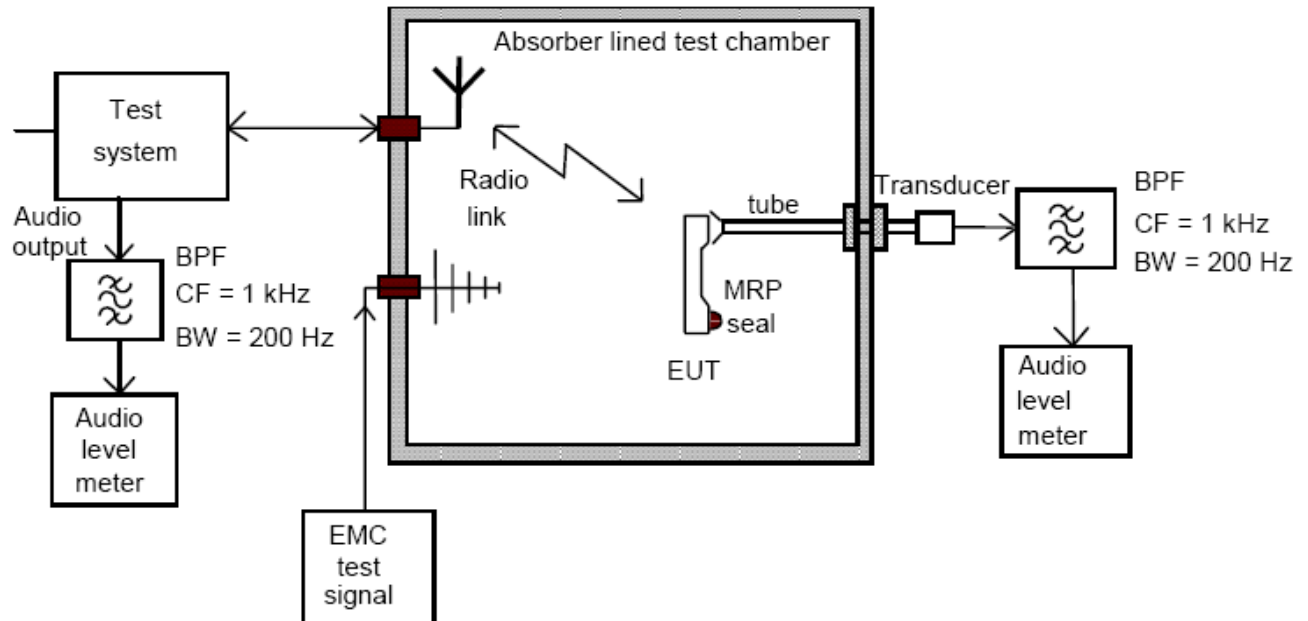 Absorber lined test chamber
Test
system
Radio
link
Audio
output
BPF
CF = 1 kHz
BW = 200 Hz
Audio
level
meter
EMC
test
signal
tube
MRP
seal
EUT
Transducer
BPF
CF = 1 kHz
BW = 200 Hz
Audio
level
meter